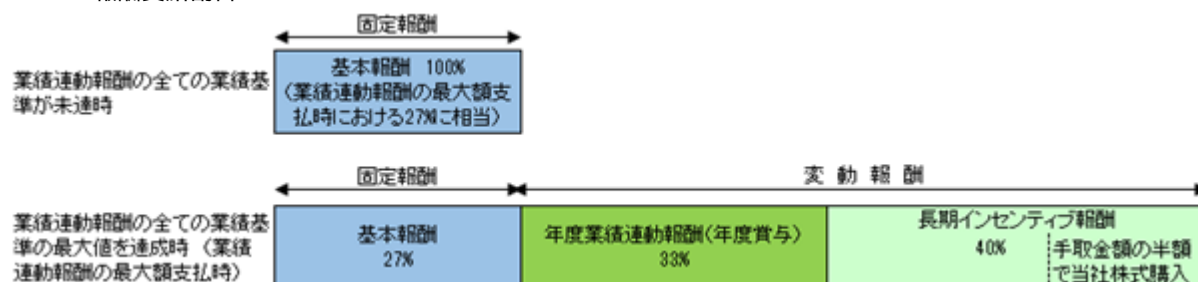 固定報酬
業績連動報酬の全ての業績基
準が未達時
基本報酬 100%
(業績連動報酬の最大額支
払時における27%に相当)
固定報酬
変動報酬
業績連動報酬の全ての業績基
準の最大値を達成時 (業績
連動報酬の最大額支払時)
基本報酬
27%
年度業績連動報酬(年度賞与)
33%
長期インセンティブ報酬
40%
手取金額の半額
で当社株式購入